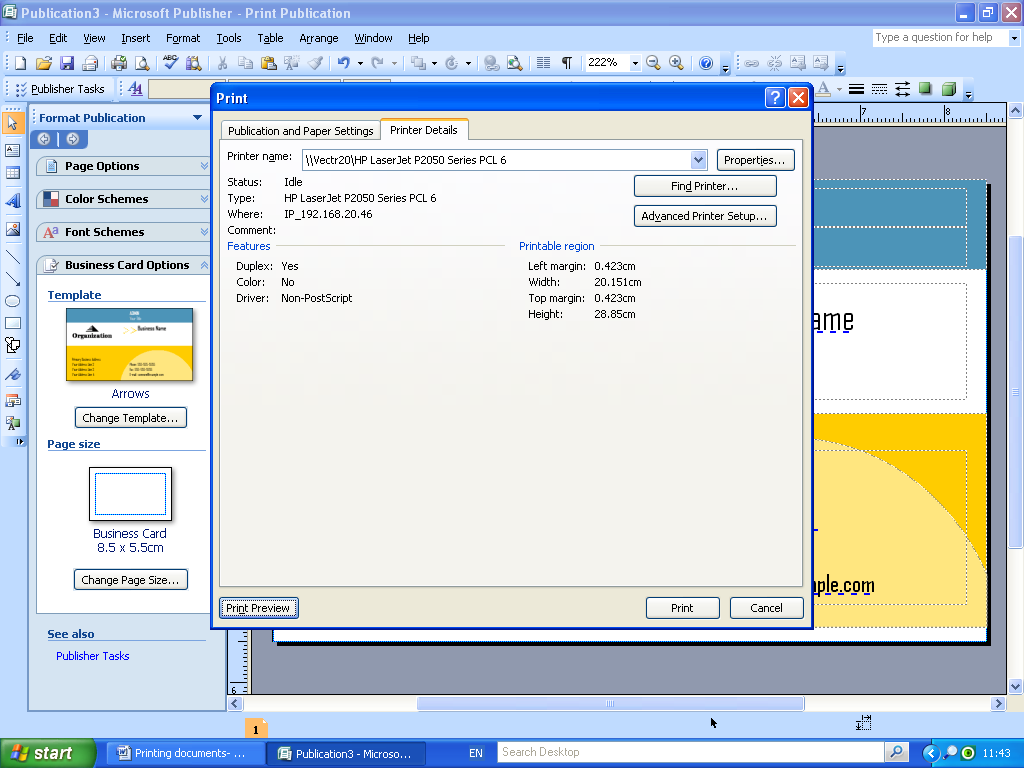 Publication3 - Microsoft Publisher - Print Publication
File Edit View Insert Format Tools Table Arrange Window Help
Type a question for help
222%
Publisher Tasks
Format Publication
Page Options
Color Schemes
Font Schemes
Business Card Options
Template
Organization
Business Name
Arrows
Change Template...
Page size
Business Card
8.5 x 5.5cm
Change Page Size...
See also
Publisher Tasks
Print
Publication and Paper Settings
Printer Details
Printer name: \\Vectr20\HP LaserJet P2050 Series PCL 6
Properties...
Status: Idle
Find Printer...
Type: HP LaserJet P2050 Series PCL 6
Where: IP_192.168.20.46
Advanced Printer Setup...
Comment:
Features
Duplex: Yes
Color: No
Driver: Non-PostScript
Printable region
Left margin: 0.423cm
Width: 20.151cm
Top margin: 0.423cm
Height: 28.85cm
Print Preview
Print
Cancel
7
8
ame
nple.com
6
1
start
Printing documents- ...
Publication3 - Microso...
EN
Search Desktop
11:43